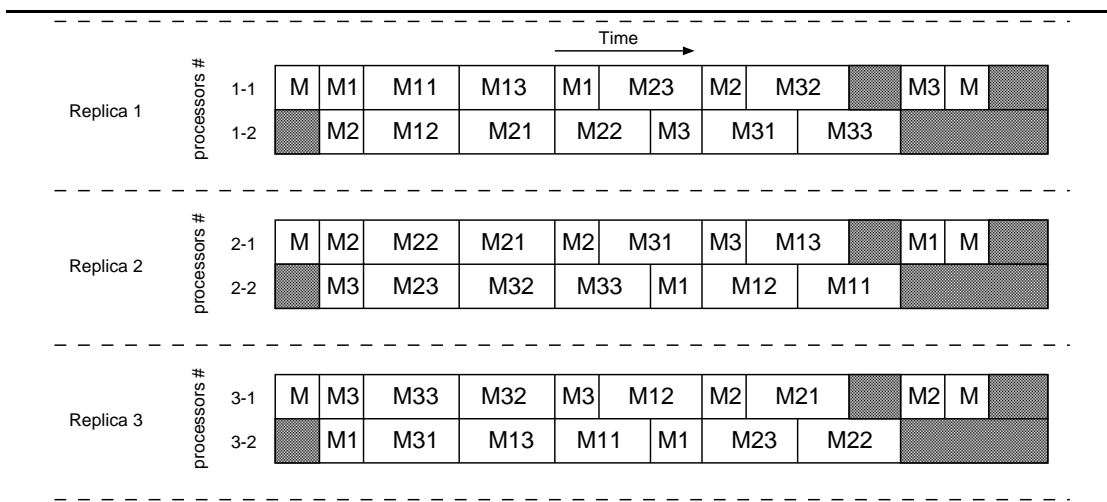 Time
Replica 1
processors #
1-1 M M1 M11 M13 M1 M23 M2 M32 M3 M
1-2 M2 M12 M21 M22 M3 M31 M33
Replica 2
processors #
2-1 M M2 M22 M21 M2 M31 M3 M13 M1 M
2-2 M3 M23 M32 M33 M1 M12 M11
Replica 3
processors #
3-1 M M3 M33 M32 M3 M12 M2 M21 M2 M
3-2 M1 M31 M13 M11 M1 M23 M22